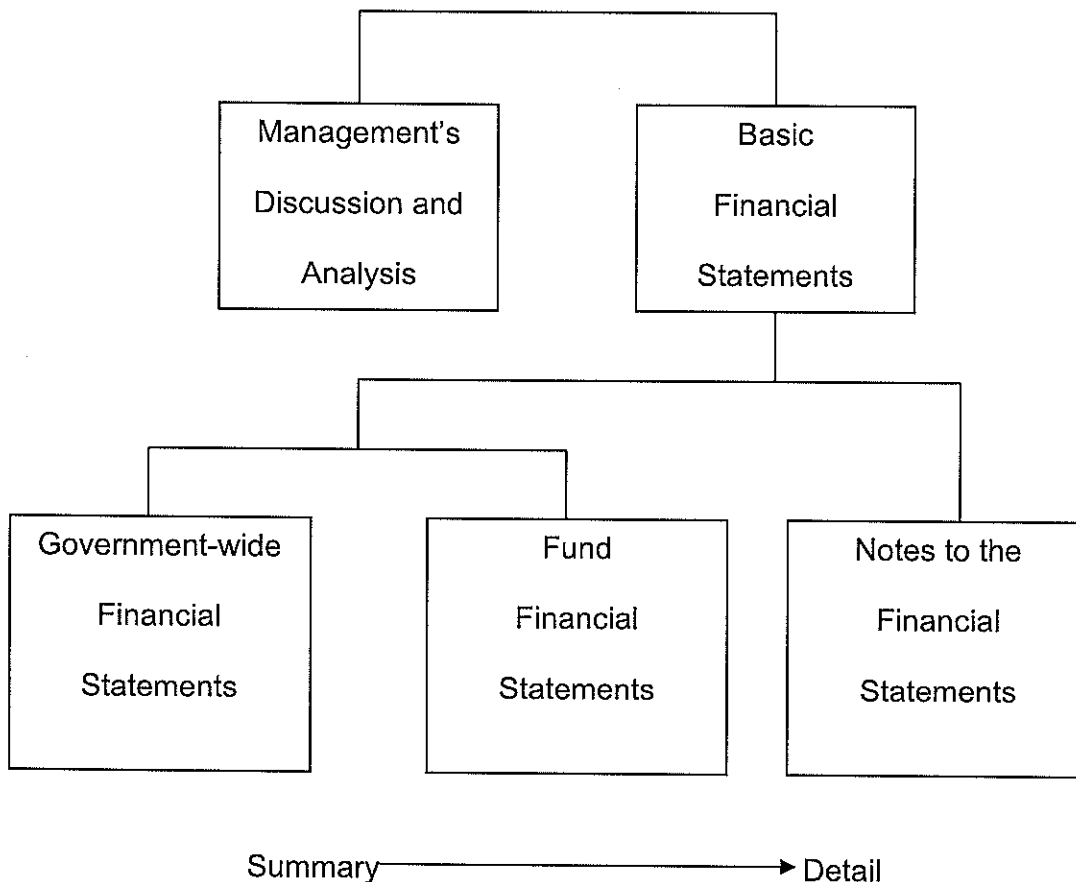 Management's
Discussion and
Analysis
Basic
Financial
Statements
Government-wide
Financial
Statements
Fund
Financial
Statements
Notes to the
Financial
Statements
Summary
Detail